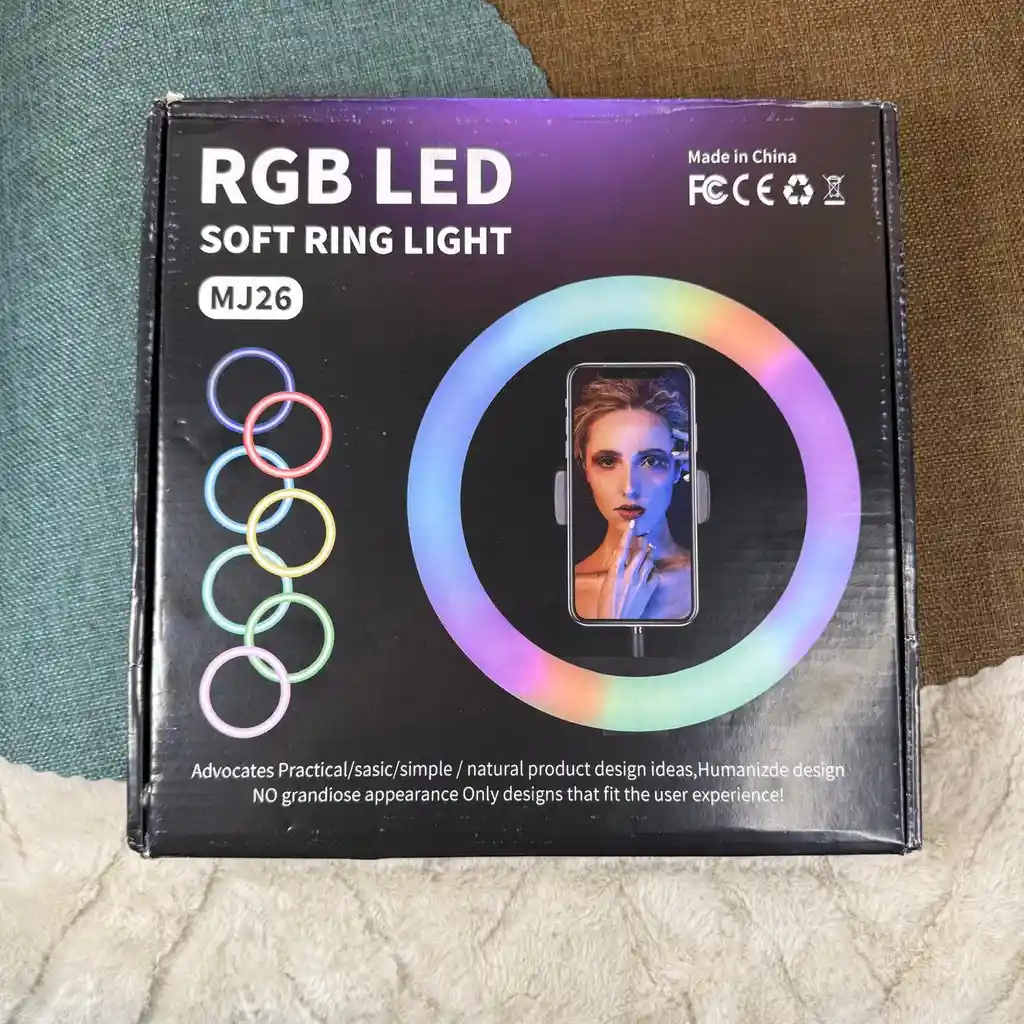 RGB LED
SOFT RING LIGHT
MJ26
Made in China
FC CE
Advocates Practical/sasic/simple / natural product design ideas,Humanizde design
NO grandiose appearance Only designs that fit the user experience!